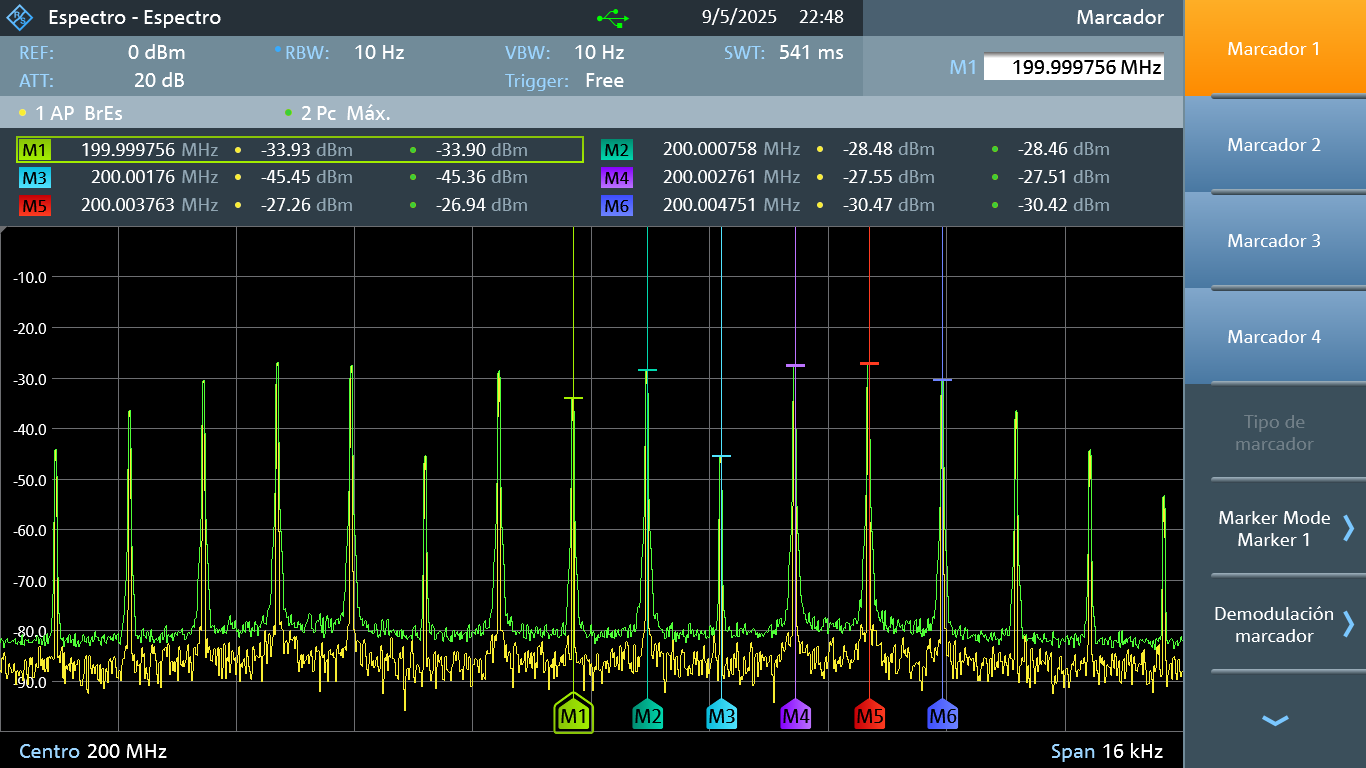 Espectro - Espectro 9/5/2025 22:48 Marcador
REF: 0 dBm RBW: 10 Hz VBW: 10 Hz SWT: 541 ms
ATT: 20 dB Trigger: Free
M1 199.999756 MHz
1 AP BrEs 2 Pc Máx.
M1 199.999756 MHz -33.93 dBm -33.90 dBm M2 200.000758 MHz -28.48 dBm -28.46 dBm
M3 200.00176 MHz -45.45 dBm -45.36 dBm M4 200.002761 MHz -27.55 dBm -27.51 dBm
M5 200.003763 MHz -27.26 dBm -26.94 dBm M6 200.004751 MHz -30.47 dBm -30.42 dBm
-10.0
-20.0
-30.0
-40.0
-50.0
-60.0
-70.0
-80.0
-90.0
M1 M2 M3 M4 M5 M6
Centro 200 MHz Span 16 kHz
Marcador 1
Marcador 2
Marcador 3
Marcador 4
Tipo de
marcador
Marker Mode
Marker 1
Demodulación
marcador